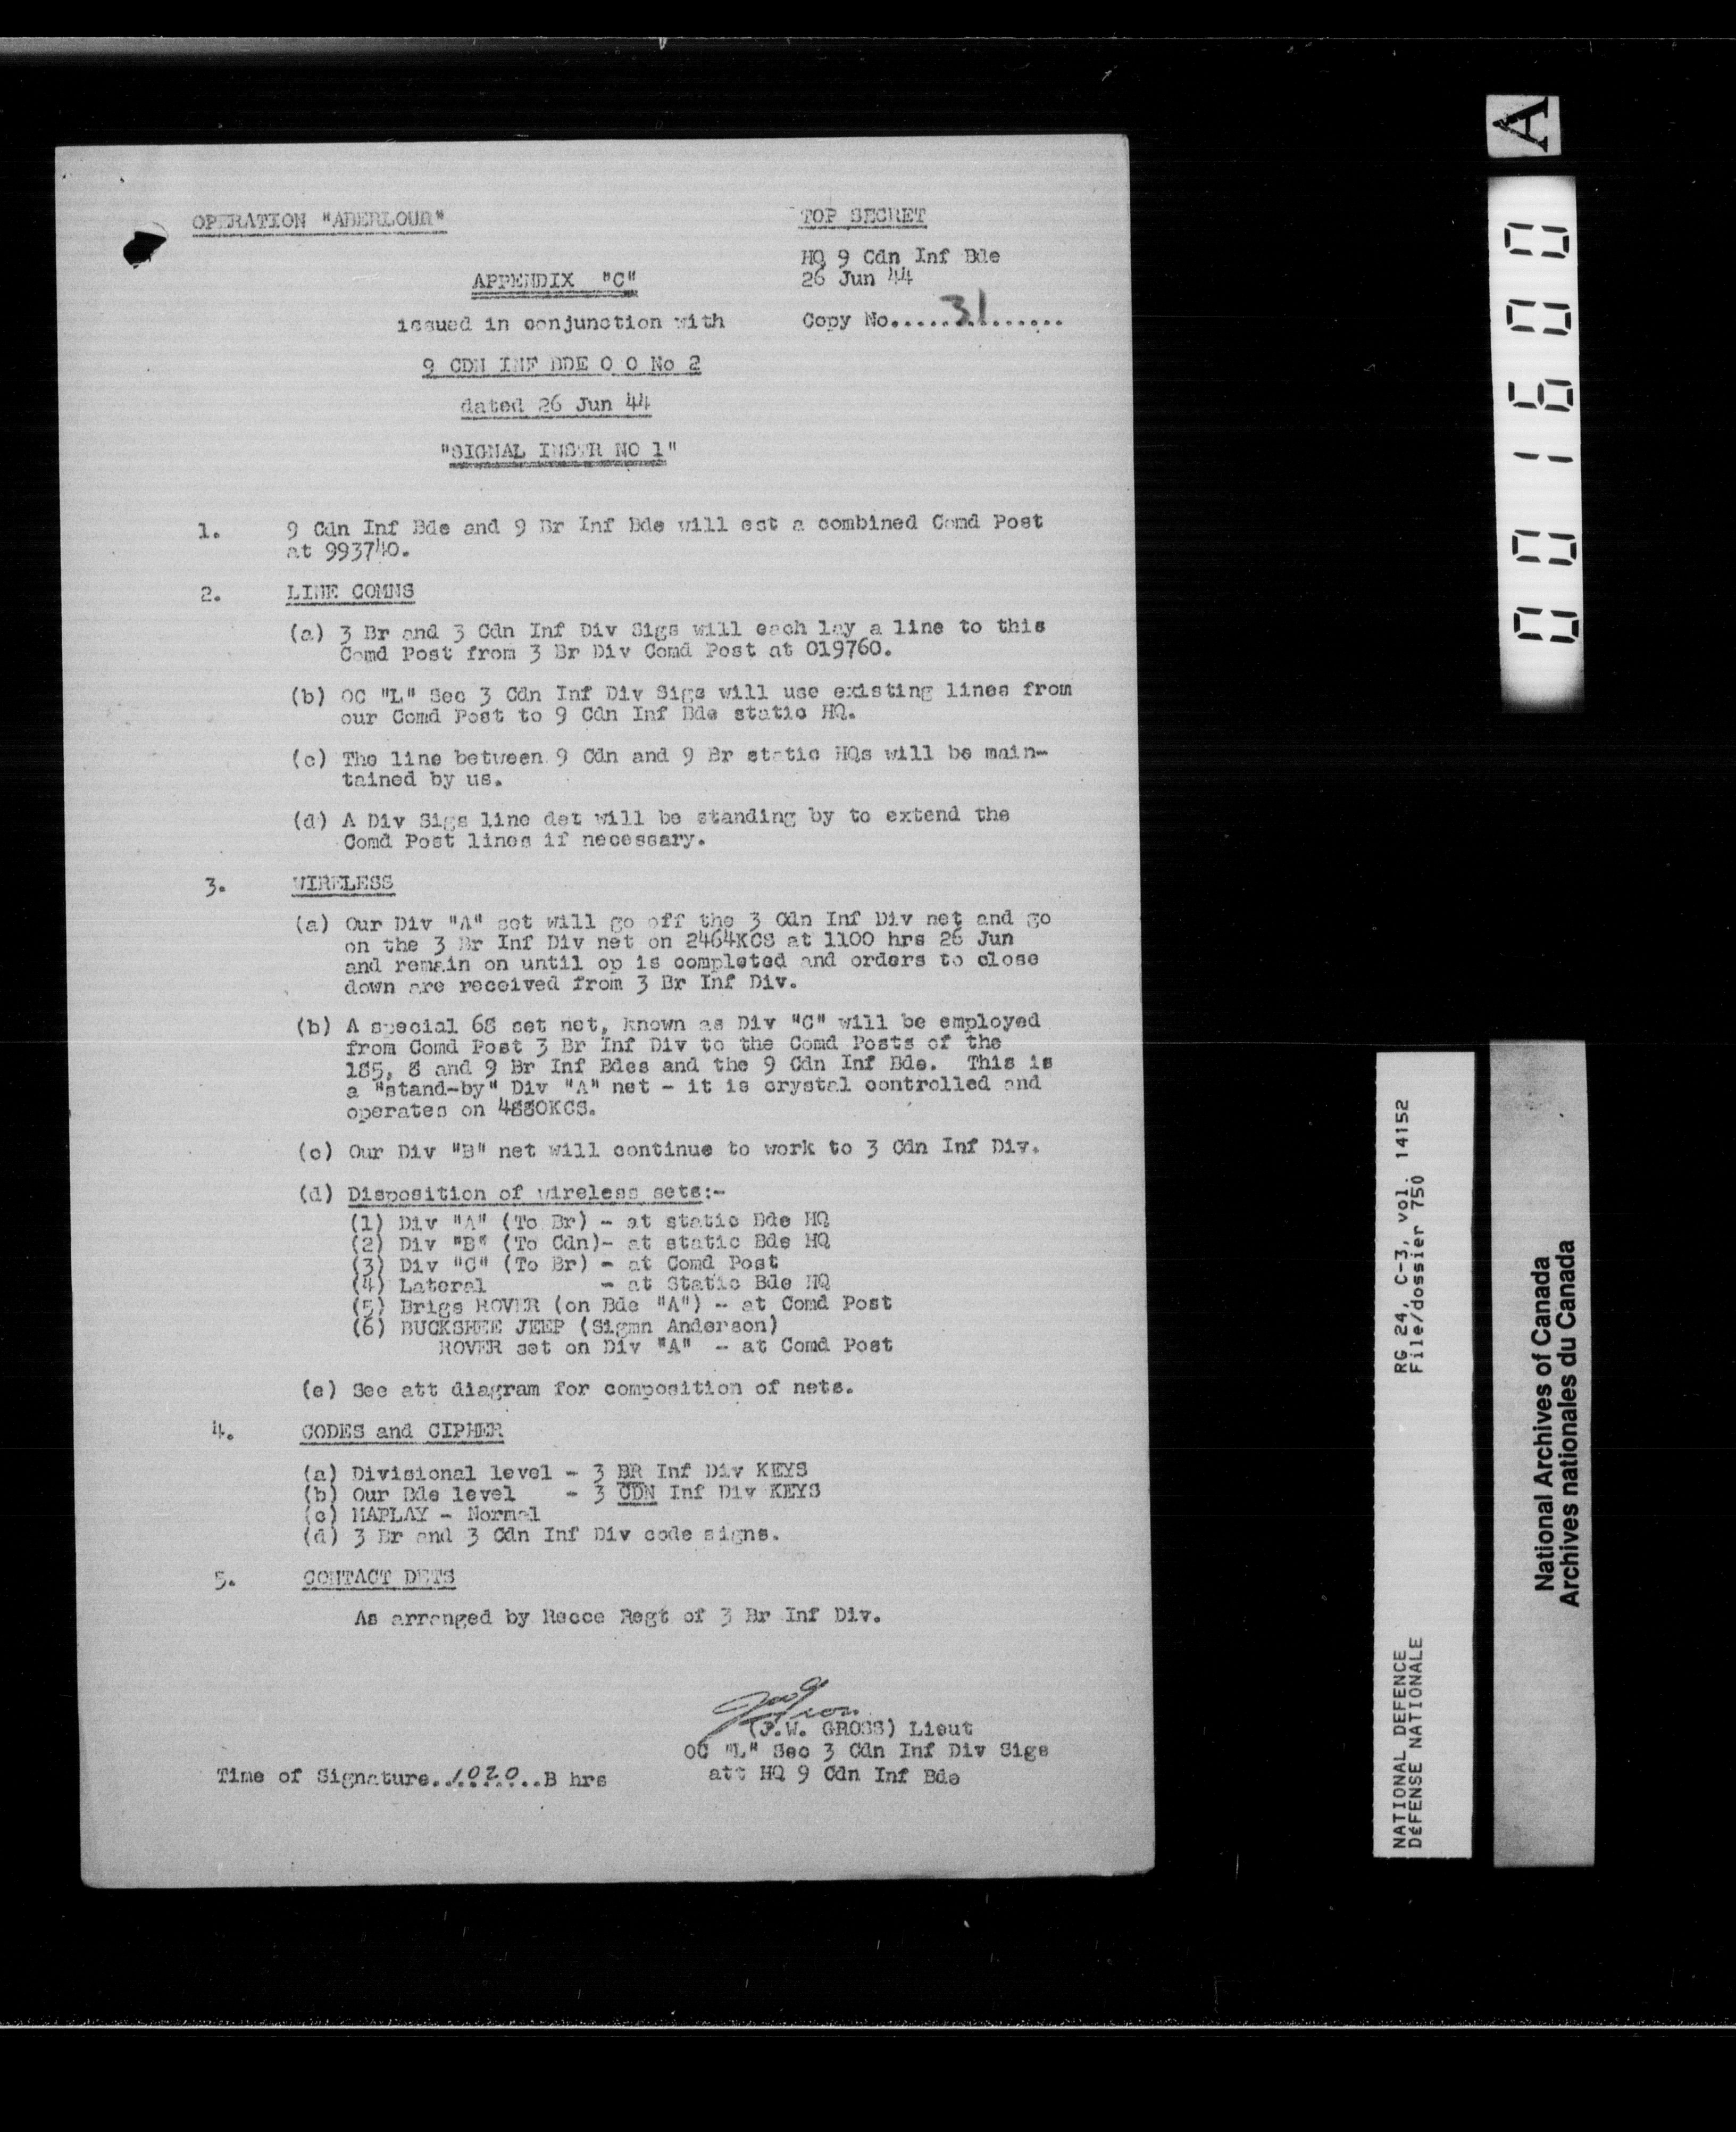 OPERATION "ABERLOUR"
TOP SECRET
HQ 9 Cdn Inf Bde
26 Jun 44
APPENDIX "C"
issued in conjunction with
Copy No....31..........
9 CDN INF BDE O O No 2
dated 26 Jun 44
"SIGNAL INSTR NO 1"
1. 9 Cdn Inf Bde and 9 Br Inf Bde will est a combined Comd Post
at 993740.
2. LINE COMNS
(a) 3 Br and 3 Cdn Inf Div Sigs will each lay a line to this
Comd Post from 3 Br Div Comd Post at 019760.
(b) OC "L" Sec 3 Cdn Inf Div Sigs will use existing lines from
our Comd Post to 9 Cdn Inf Bde static HQ.
(c) The line between 9 Cdn and 9 Br static HQs will be main-
tained by us.
(d) A Div Sigs line det will be standing by to extend the
Comd Post lines if necessary.
3. WIRELESS
(a) Our Div "A" set will go off the 3 Cdn Inf Div net and go
on the 3 Br Inf Div net on 2464KCS at 1100 hrs 26 Jun
and remain on until op is completed and orders to close
down are received from 3 Br Inf Div.
(b) A special 68 set net, known as Div "C" will be employed
from Comd Post 3 Br Inf Div to the Comd Posts of the
185, 8 and 9 Br Inf Bdes and the 9 Cdn Inf Bde. This is
a "stand-by" Div "A" net - it is crystal controlled and
operates on 4880KCS.
(c) Our Div "B" net will continue to work to 3 Cdn Inf Div.
(d) Disposition of wireless sets:-
(1) Div "A" (To Br) - at static Bde HQ
(2) Div "B" (To Cdn)- at static Bde HQ
(3) Div "C" (To Br) - at Comd Post
(4) Lateral - at Static Bde HQ
(5) Brigs ROVER (on Bde "A") - at Comd Post
(6) BUCKSHEE JEEP (Sigmn Anderson)
ROVER set on Div "A" - at Comd Post
(e) See att diagram for composition of nets.
4. CODES and CIPHER
(a) Divisional level - 3 BR Inf Div KEYS
(b) Our Bde level - 3 CDN Inf Div KEYS
(c) MAPLAY - Normal
(d) 3 Br and 3 Cdn Inf Div code signs.
5. CONTACT DETS
As arranged by Recce Regt of 3 Br Inf Div.
(J.W. GROSS) Lieut
OC "L" Sec 3 Cdn Inf Div Sigs
att HQ 9 Cdn Inf Bde
Time of Signature..1020..B hrs
A
001600
RG 24, C-3, vol. 14152
File/dossier 750
NATIONAL DEFENCE
DÉFENSE NATIONALE
National Archives of Canada
Archives nationales du Canada